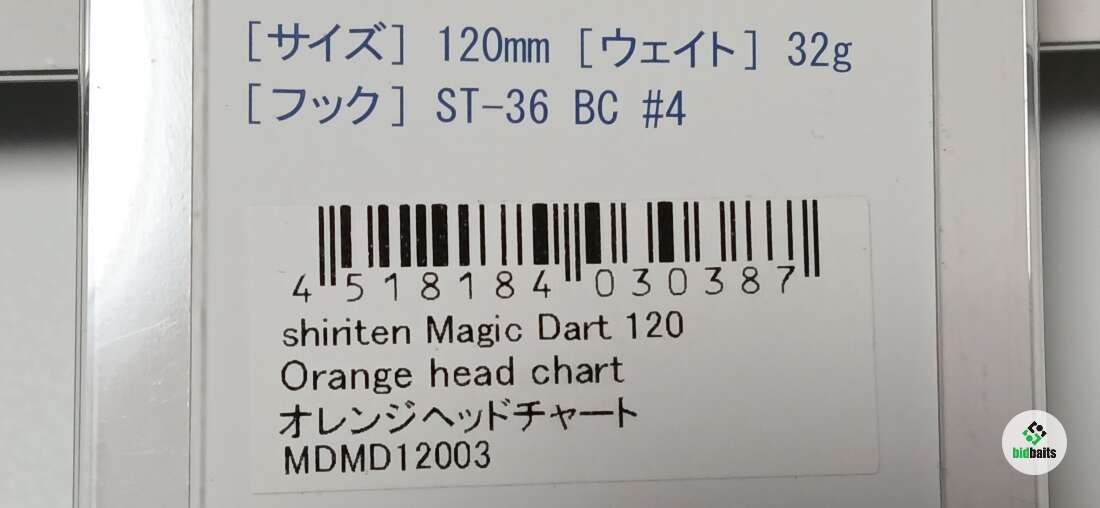 [サイズ] 120mm [ウェイト] 32g
[フック] ST-36 BC #4
4 518184 030387
shiriten Magic Dart 120
Orange head chart
オレンジヘッドチャート
MDMD12003
bidbaits